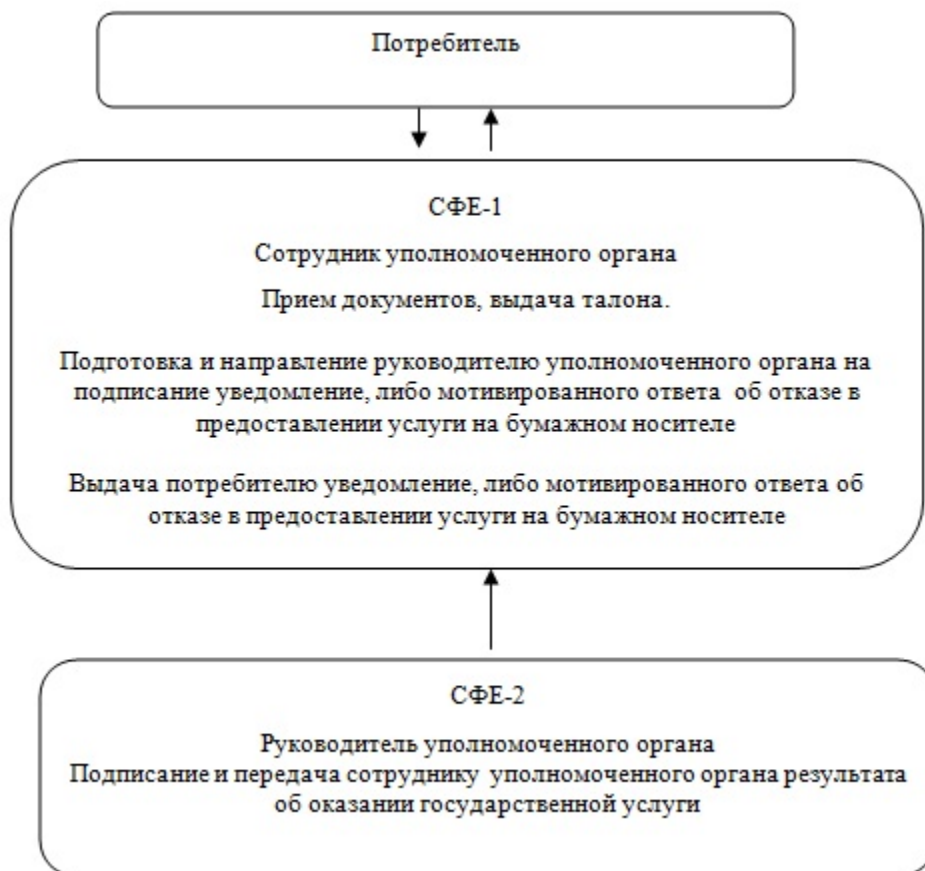 Потребитель
СФЕ-1
Сотрудник уполномоченного органа
Прием документов, выдача талона.
Подготовка и направление руководителю уполномоченного органа на
подписание уведомление, либо мотивированного ответа об отказе в
предоставлении услуги на бумажном носителе
Выдача потребителю уведомление, либо мотивированного ответа об
отказе в предоставлении услуги на бумажном носителе
СФЕ-2
Руководитель уполномоченного органа
Подписание и передача сотруднику уполномоченного органа результата
об оказании государственной услуги